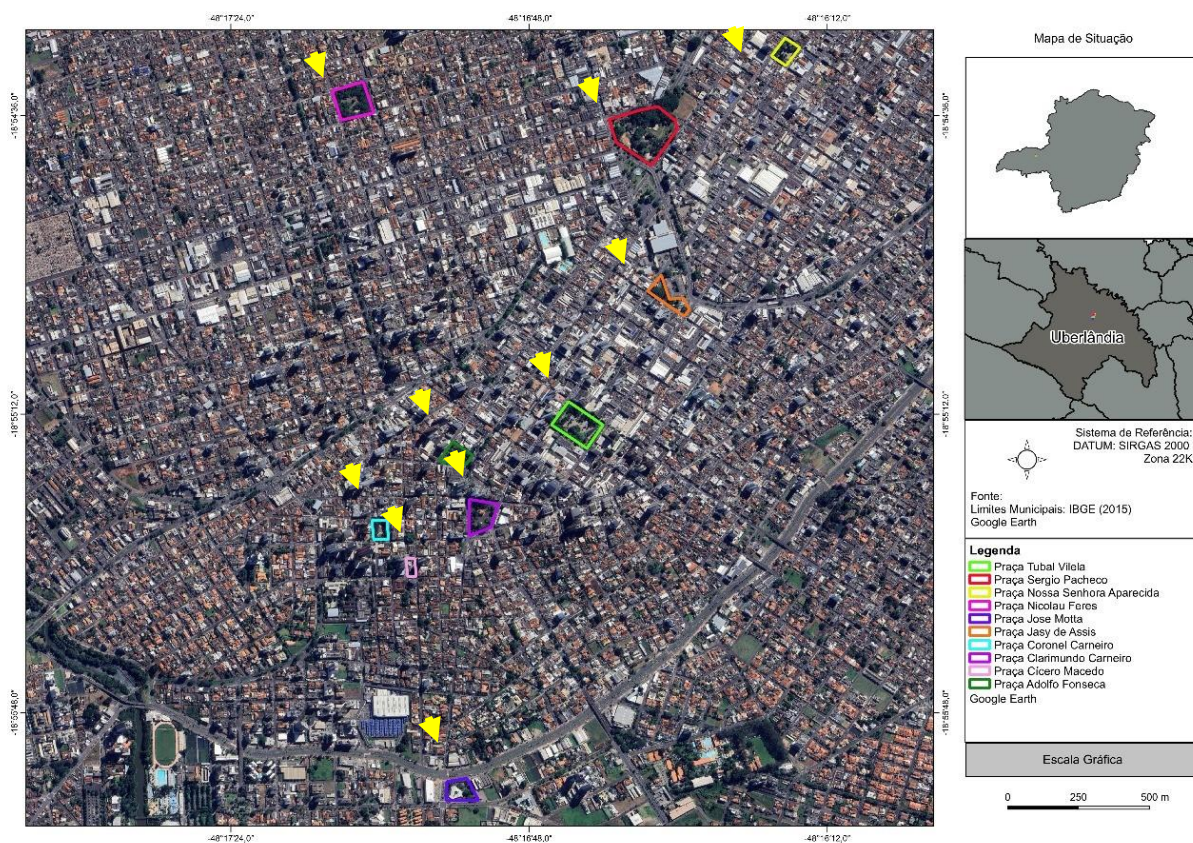 -48°17'24,0"
-48°16'48,0"
-48°16'12,0"
-18°54'36,0"
-18°54'36,0"
-18°55'12,0"
-18°55'12,0"
-18°55'48,0"
-18°55'48,0"
-48°17'24,0"
-48°16'48,0"
-48°16'12,0"
Mapa de Situação
Uberlândia
Sistema de Referência:
DATUM: SIRGAS 2000
Zona 22K
Fonte:
Limites Municipais: IBGE (2015)
Google Earth
Legenda
Praça Tubal Vilela
Praça Sergio Pacheco
Praça Nossa Senhora Aparecida
Praça Nicolau Feres
Praça Jose Motta
Praça Jasy de Assis
Praça Coronel Carneiro
Praça Clarimundo Carneiro
Praça Cícero Macedo
Praça Adolfo Fonseca
Google Earth
Escala Gráfica
0 250 500 m